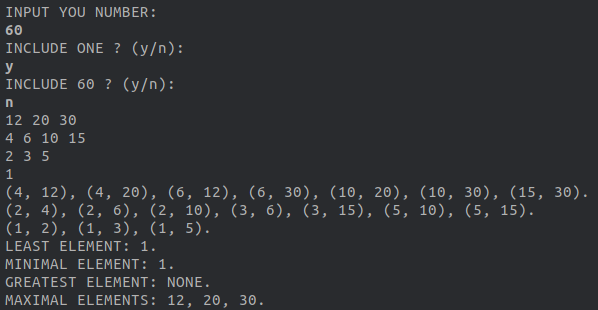 INPUT YOU NUMBER:
60
INCLUDE ONE ? (y/n):
y
INCLUDE 60 ? (y/n):
n
12 20 30
4 6 10 15
2 3 5
1
(4, 12), (4, 20), (6, 12), (6, 30), (10, 20), (10, 30), (15, 30).
(2, 4), (2, 6), (2, 10), (3, 6), (3, 15), (5, 10), (5, 15).
(1, 2), (1, 3), (1, 5).
LEAST ELEMENT: 1.
MINIMAL ELEMENT: 1.
GREATEST ELEMENT: NONE.
MAXIMAL ELEMENTS: 12, 20, 30.